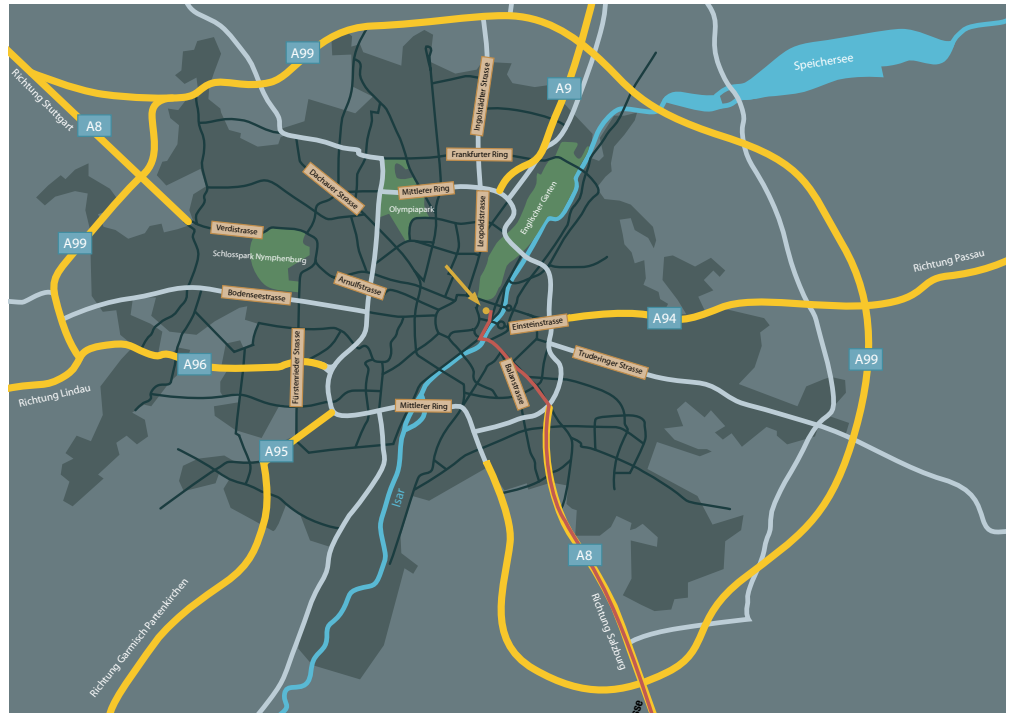 A99
Speichersee
Richtung Stuttgart
A9
Ingolstädter Strasse
A8
Frankfurter Ring
Dachauer Strasse
Mittlerer Ring
Englischer Garten
Olympiapark
Leopoldstrasse
Verdistrasse
A99
Schlosspark Nymphenburg
Richtung Passau
Arnulfstrasse
Bodenseestrasse
Einsteinstrasse
A94
Fürstenrieder Strasse
Truderinger Strasse
A99
A96
Balanstrasse
Richtung Lindau
Mittlerer Ring
A95
Isar
A8
Richtung Garmisch Partenkirchen
Richtung Salzburg